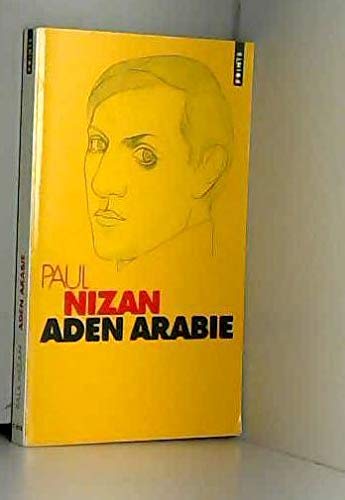 POINTS
PAUL
NIZAN
ADEN ARABIE
PAUL NIZAN ADEN ARABIE